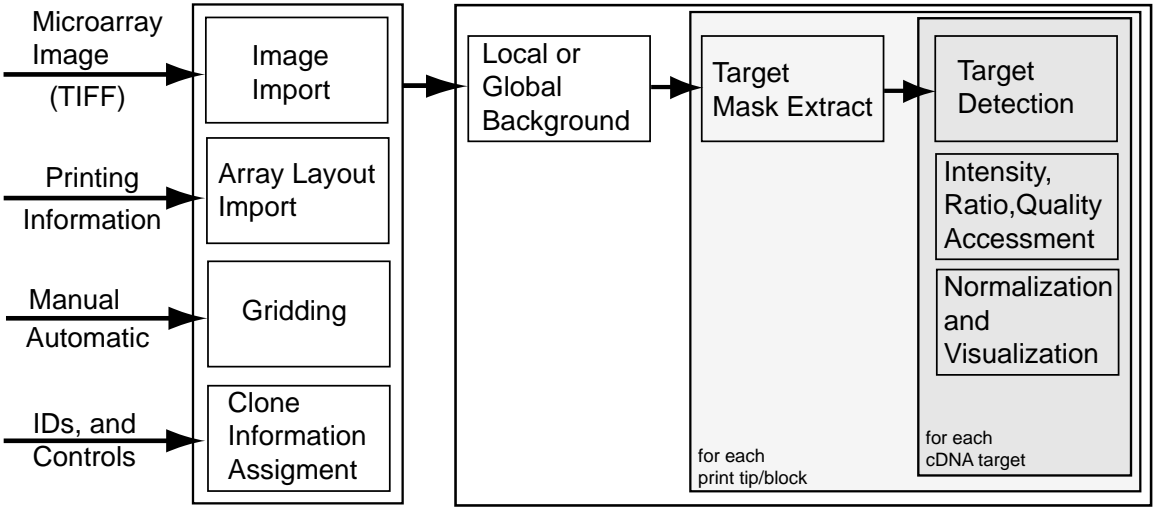 Microarray
Image
(TIFF)
Image
Import
Printing
Information
Array Layout
Import
Manual
Automatic
Gridding
IDs, and
Controls
Clone
Information
Assigment
Local or
Global
Background
Target
Mask Extract
for each
print tip/block
Target
Detection
Intensity,
Ratio,Quality
Accessment
Normalization
and
Visualization
for each
cDNA target